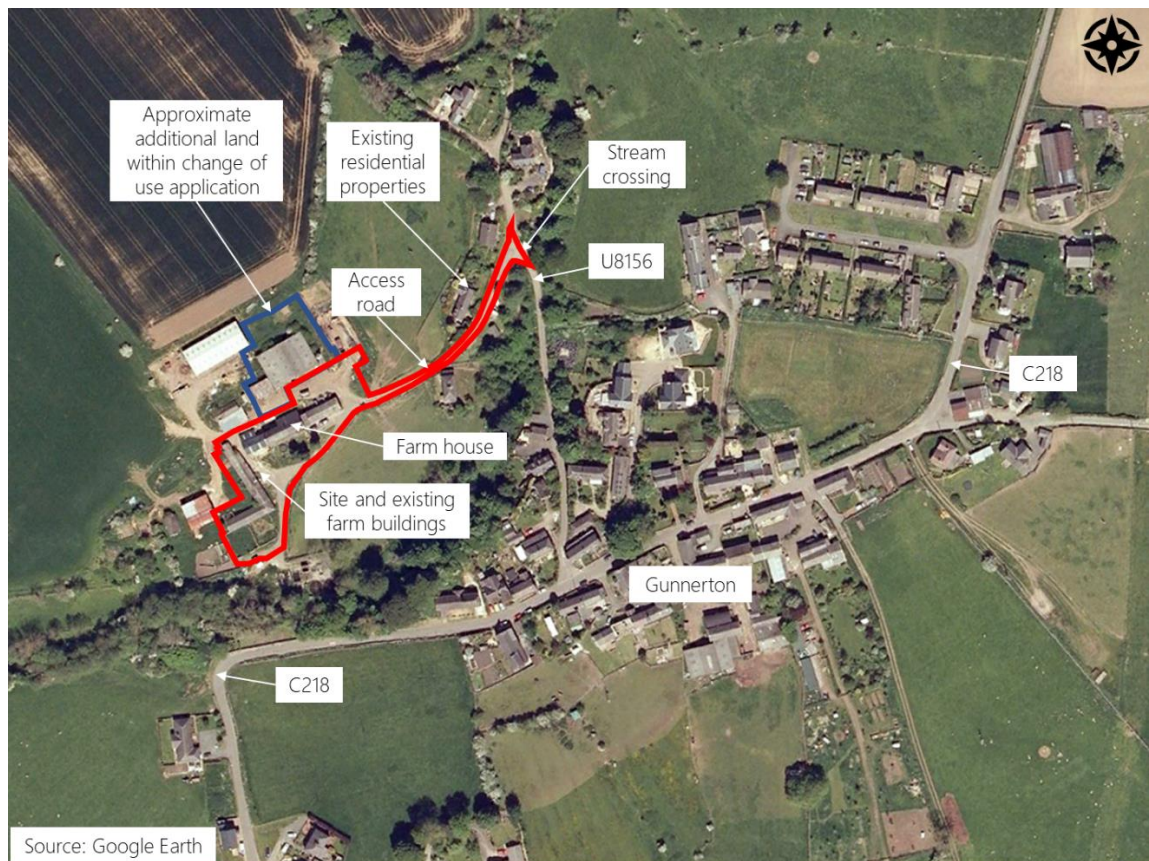 Approximate
additional land
within change of
use application
Existing
residential
properties
Stream
crossing
U8156
Access
road
C218
Farm house
Site and existing
farm buildings
Gunnerton
C218
Source: Google Earth